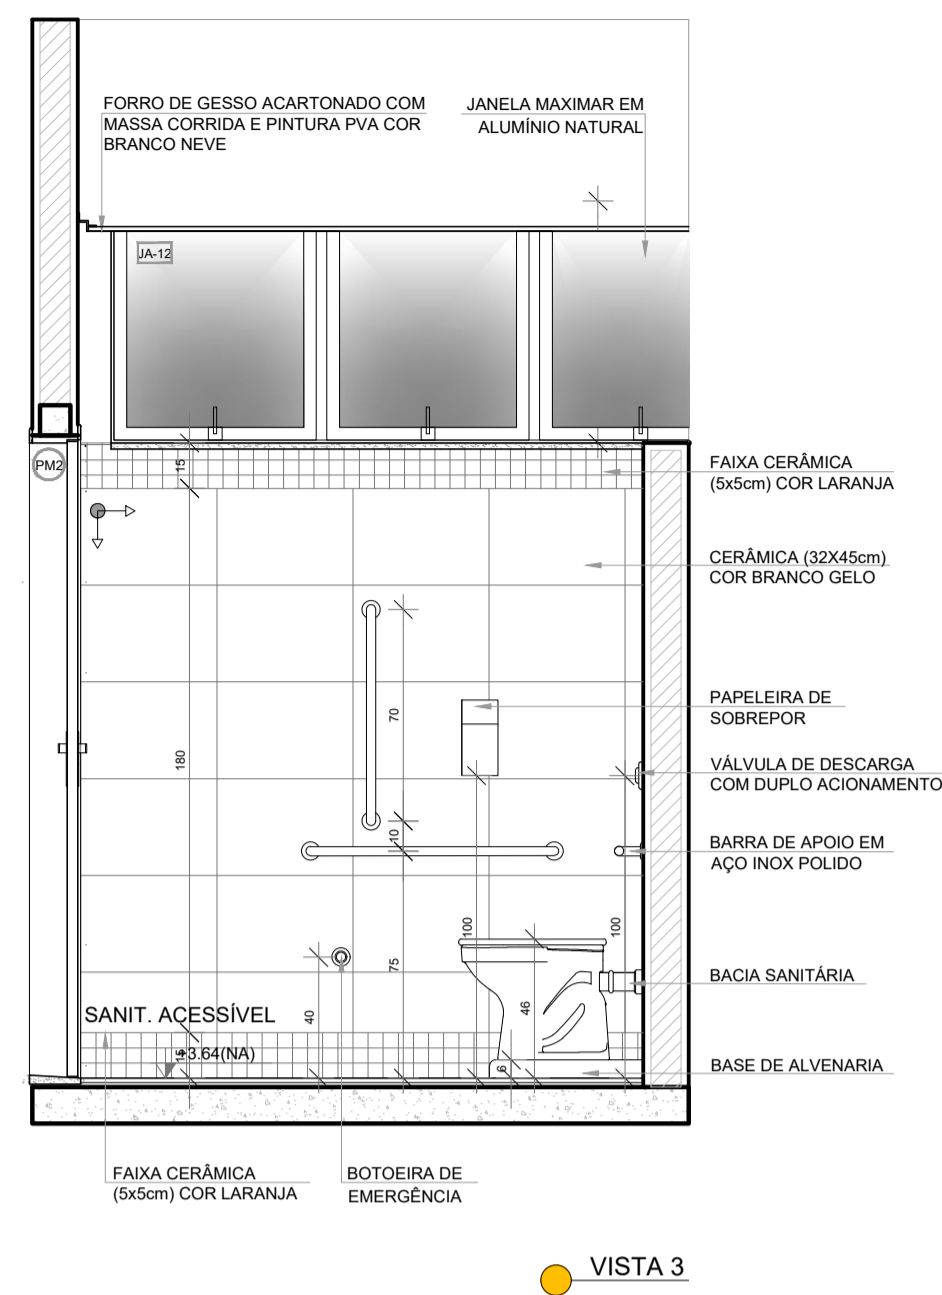 FORRO DE GESSO ACARTONADO COM
MASSA CORRIDA E PINTURA PVA COR
BRANCO NEVE
JANELA MAXIMAR EM
ALUMÍNIO NATURAL
JA-12
PM2
15
FAIXA CERÂMICA
(5x5cm) COR LARANJA
CERÂMICA (32X45cm)
COR BRANCO GELO
PAPELEIRA DE
SOBREPOR
70
180
VÁLVULA DE DESCARGA
COM DUPLO ACIONAMENTO
10
BARRA DE APOIO EM
AÇO INOX POLIDO
100
100
75
BACIA SANITÁRIA
46
40
SANIT. ACESSÍVEL
15
+3.64(NA)
6
BASE DE ALVENARIA
FAIXA CERÂMICA
(5x5cm) COR LARANJA
BOTOEIRA DE
EMERGÊNCIA
VISTA 3